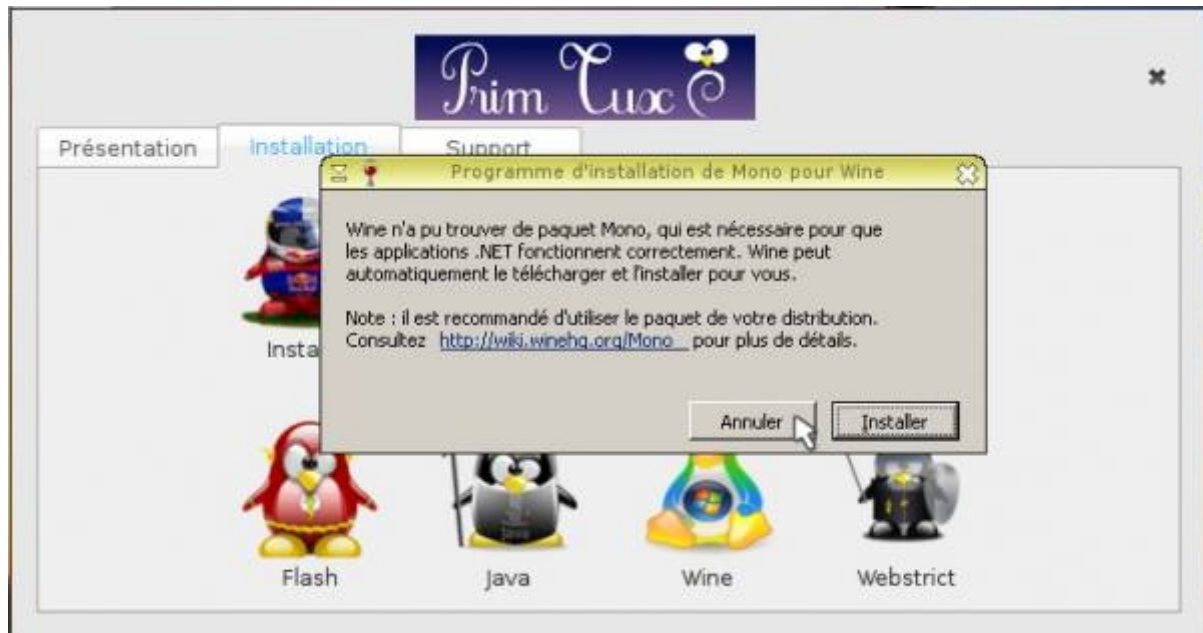 Prim Tux
Présentation
Installation
Support
Programme d'installation de Mono pour Wine
Wine n'a pu trouver de paquet Mono, qui est nécessaire pour que
les applications .NET fonctionnent correctement. Wine peut
automatiquement le télécharger et l'installer pour vous.
Note : il est recommandé d'utiliser le paquet de votre distribution.
Consultez http://wiki.winehq.org/Mono pour plus de détails.
Insta
Annuler
Installer
Flash
Java
Wine
Webstrict